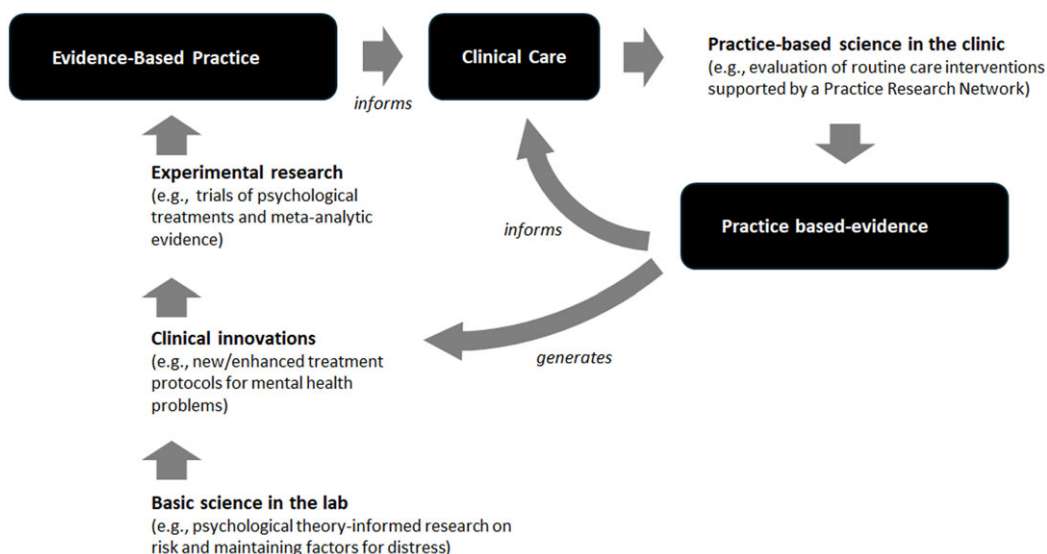 Evidence-Based Practice
informs
Clinical Care
Practice-based science in the clinic
(e.g., evaluation of routine care interventions
supported by a Practice Research Network)
Practice based-evidence
informs
generates
Experimental research
(e.g., trials of psychological
treatments and meta-analytic
evidence)
Clinical innovations
(e.g., new/enhanced treatment
protocols for mental health
problems)
Basic science in the lab
(e.g., psychological theory-informed research on
risk and maintaining factors for distress)